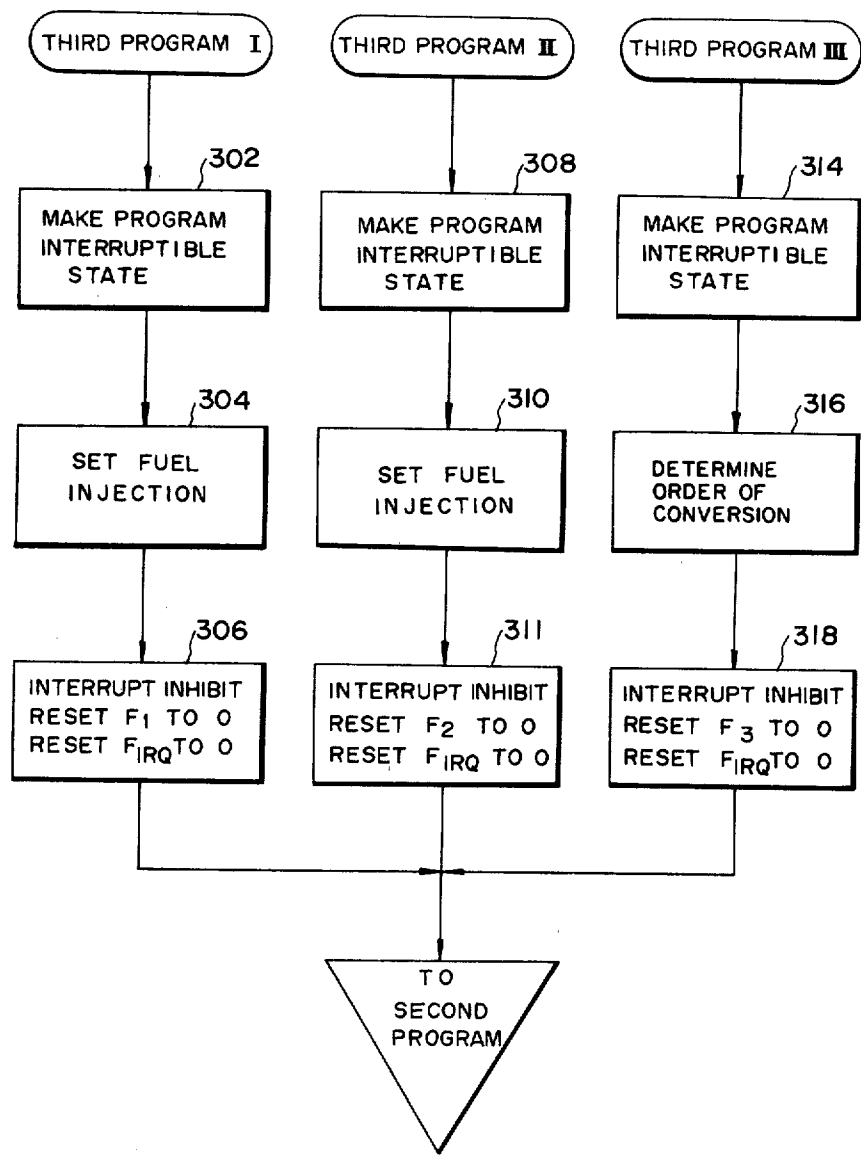 THIRD PROGRAM I
302
MAKE PROGRAM
INTERRUPTIBLE
STATE
304
SET FUEL
INJECTION
306
INTERRUPT INHIBIT
RESET F1 TO 0
RESET FIRQ TO 0
THIRD PROGRAM II
308
MAKE PROGRAM
INTERRUPTIBLE
STATE
310
SET FUEL
INJECTION
311
INTERRUPT INHIBIT
RESET F2 TO 0
RESET FIRQ TO 0
THIRD PROGRAM III
314
MAKE PROGRAM
INTERRUPTIBLE
STATE
316
DETERMINE
ORDER OF
CONVERSION
318
INTERRUPT INHIBIT
RESET F3 TO 0
RESET FIRQ TO 0
TO
SECOND
PROGRAM